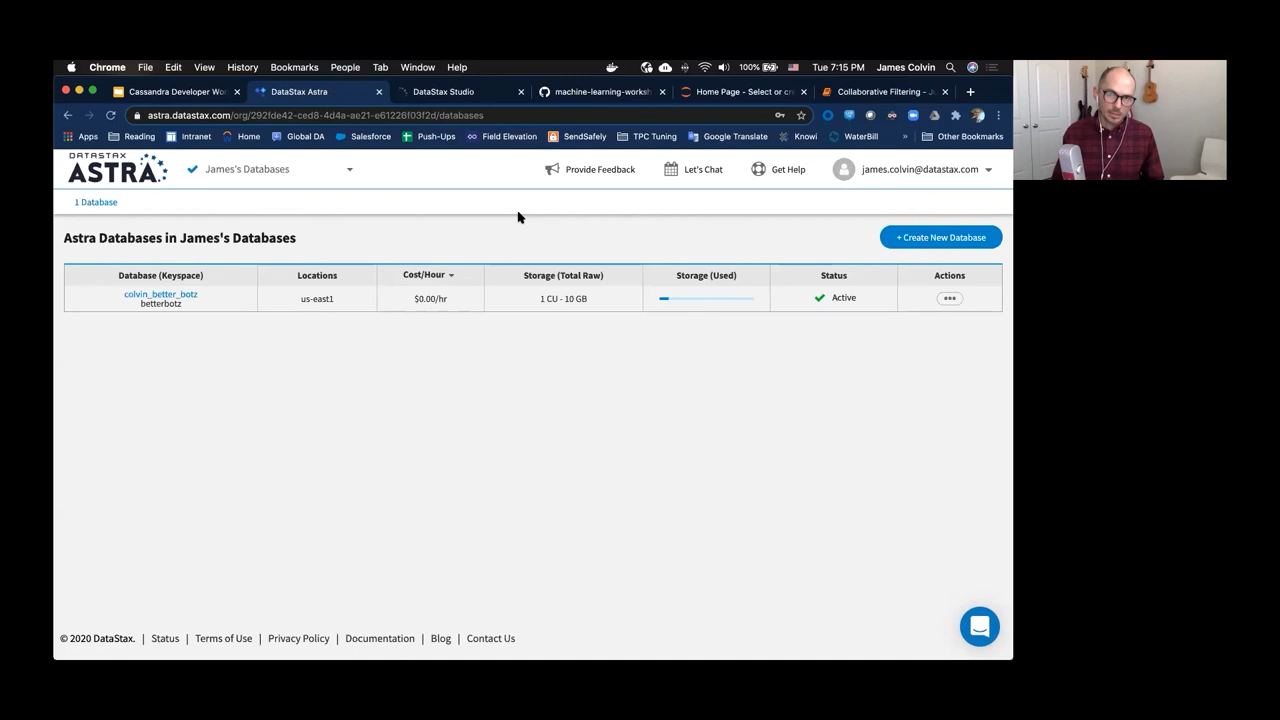 Chrome File Edit View History Bookmarks People Tab Window Help 100% Tue 7:15 PM James Colvin
Cassandra Developer Wo DataStax Astra DataStax Studio machine-learning-worksh Home Page - Select or cre Collaborative Filtering - Ju
astra.datastax.com/org/292fde42-ced8-4d4a-ae21-e61226f03f2d/databases
Apps Reading Intranet Home Global DA Salesforce Push-Ups Field Elevation SendSafely TPC Tuning Google Translate Knowi WaterBill » Other Bookmarks
DATASTAX
ASTRA James's Databases Provide Feedback Let's Chat Get Help james.colvin@datastax.com
1 Database
Astra Databases in James's Databases + Create New Database
Database (Keyspace) Locations Cost/Hour Storage (Total Raw) Storage (Used) Status Actions
colvin_better_botz us-east1 $0.00/hr 1 CU - 10 GB Active
betterbotz
© 2020 DataStax. | Status | Terms of Use | Privacy Policy | Documentation | Blog | Contact Us